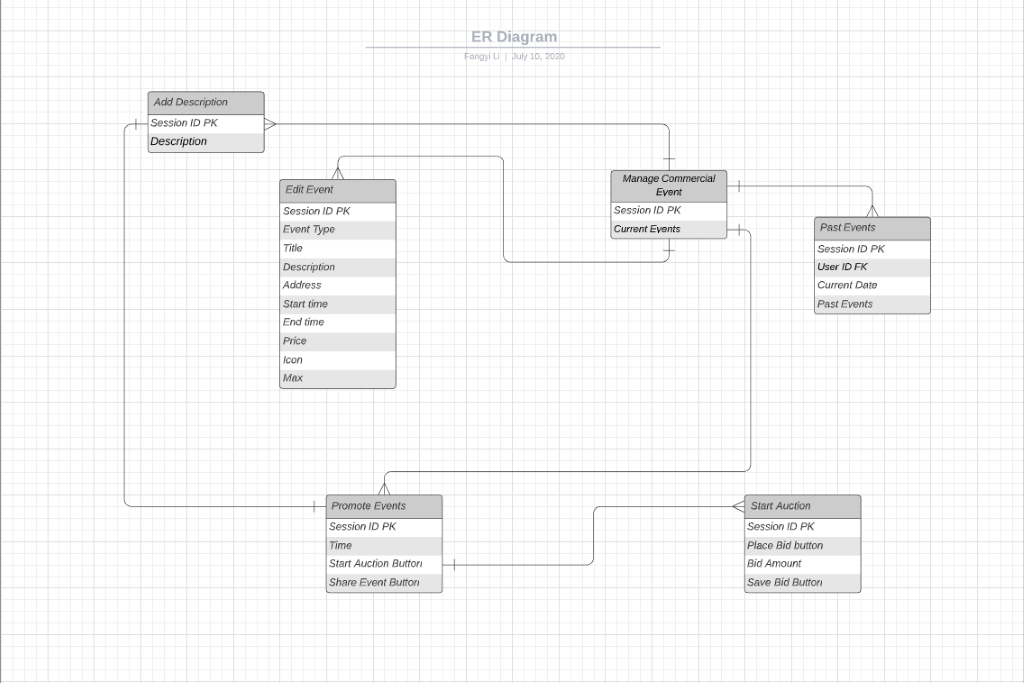 ER Diagram
Fangyi Li | July 10, 2020
Add Description
Session ID PK
Description
Edit Event
Session ID PK
Event Type
Title
Description
Address
Start time
End time
Price
Icon
Max
Manage Commercial
Event
Session ID PK
Current Events
Past Events
Session ID PK
User ID FK
Current Date
Past Events
Promote Events
Session ID PK
Time
Start Auction Button
Share Event Button
Start Auction
Session ID PK
Place Bid button
Bid Amount
Save Bid Button